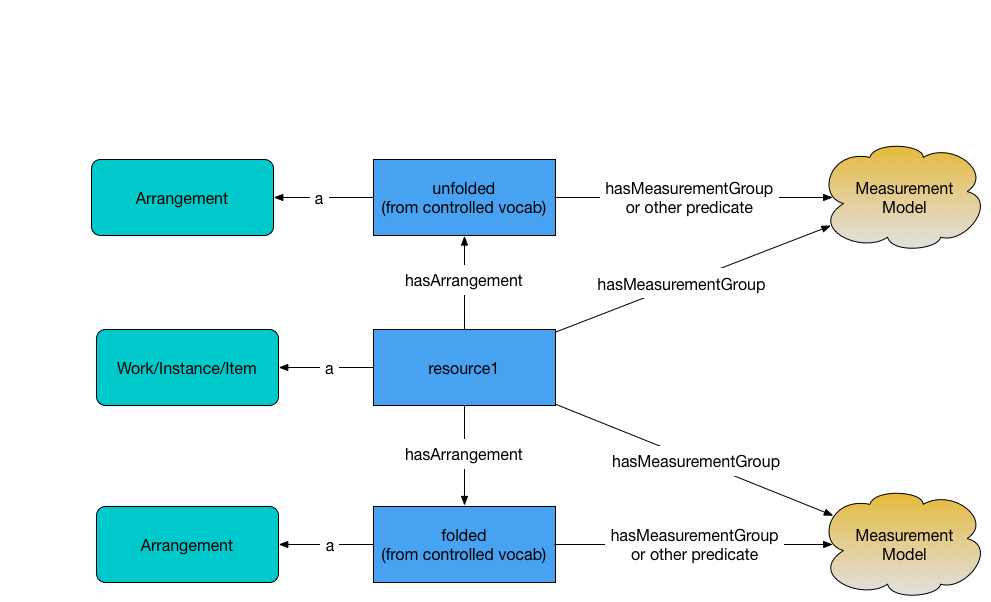 Arrangement
a
unfolded
(from controlled vocab)
hasMeasurementGroup
or other predicate
Measurement
Model
hasArrangement
hasMeasurementGroup
Work/Instance/Item
a
resource1
hasArrangement
hasMeasurementGroup
Arrangement
a
folded
(from controlled vocab)
hasMeasurementGroup
or other predicate
Measurement
Model